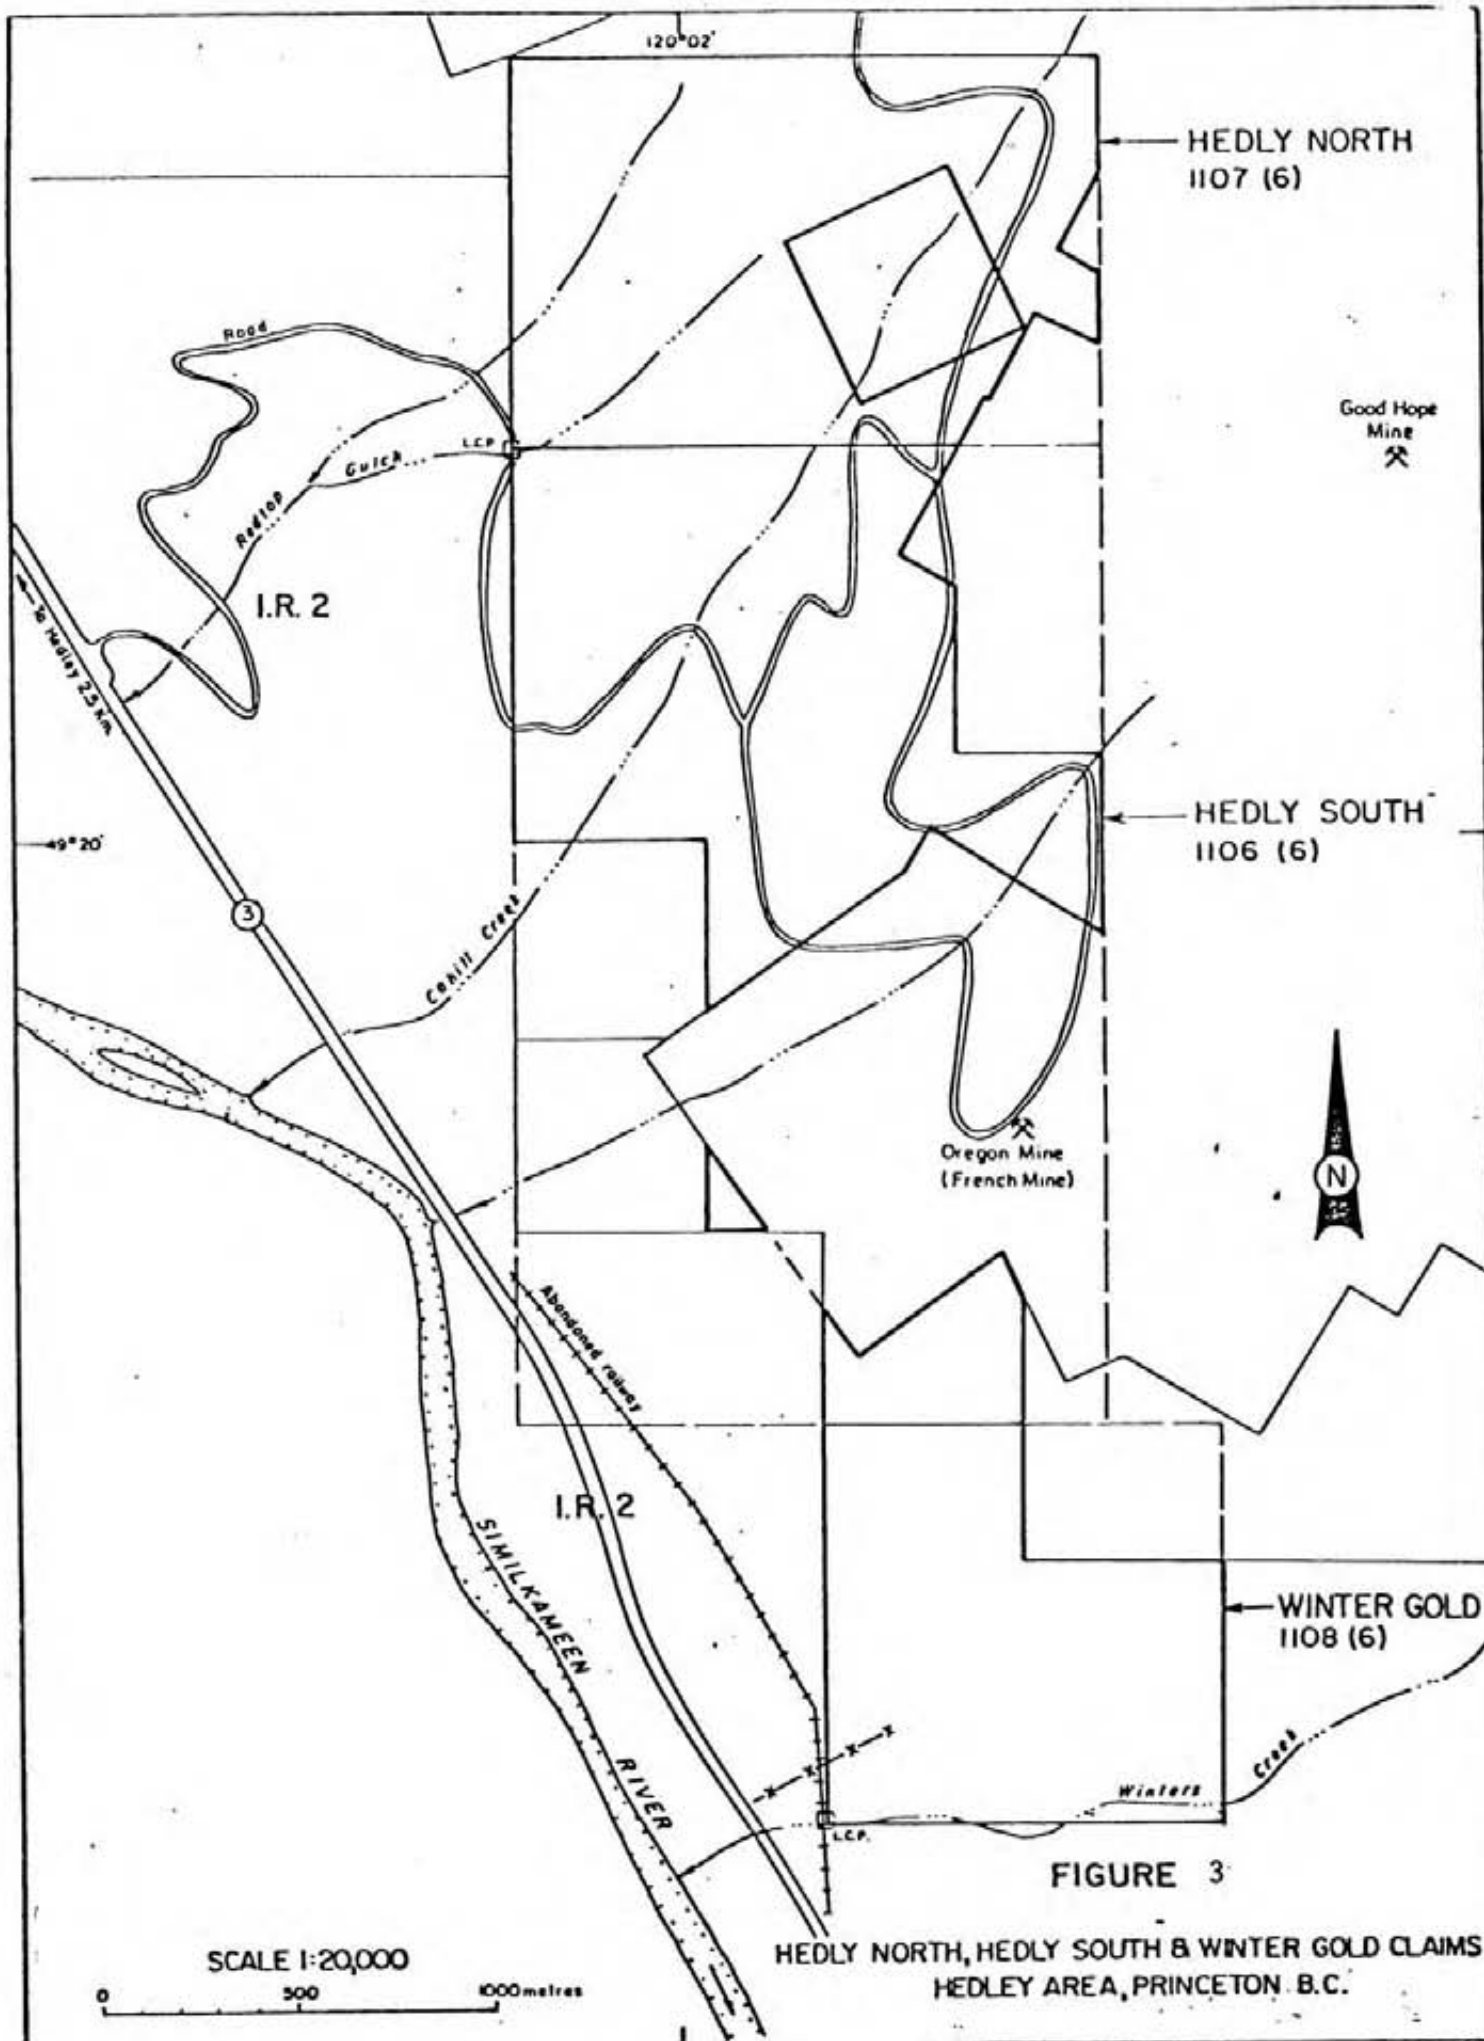 120°02'
HEDLY NORTH
1107 (6)
Road
Good Hope
Mine
L.C.P.
Gulch
Redtop
I.R. 2
To Hedley 2.5 Km.
HEDLY SOUTH
1106 (6)
49°20'
3
Cahill Creek
Oregon Mine
(French Mine)
N
Abandoned railway
I.R. 2
SIMILKAMEEN
RIVER
WINTER GOLD
1108 (6)
Winters Creek
L.C.P.
FIGURE 3
SCALE 1:20,000
0 500 1000 metres
HEDLY NORTH, HEDLY SOUTH & WINTER GOLD CLAIMS
HEDLEY AREA, PRINCETON B.C.